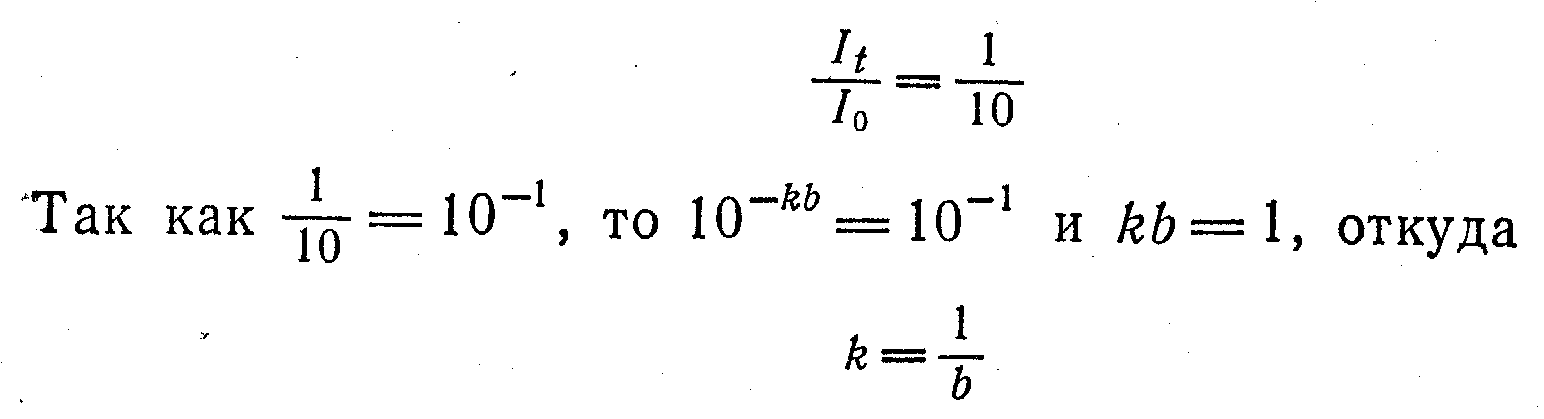 I_t/I_0 = 1/10
Так как 1/10 = 10^{-1}, то 10^{-kb} = 10^{-1} и kb = 1, откуда
k = 1/b